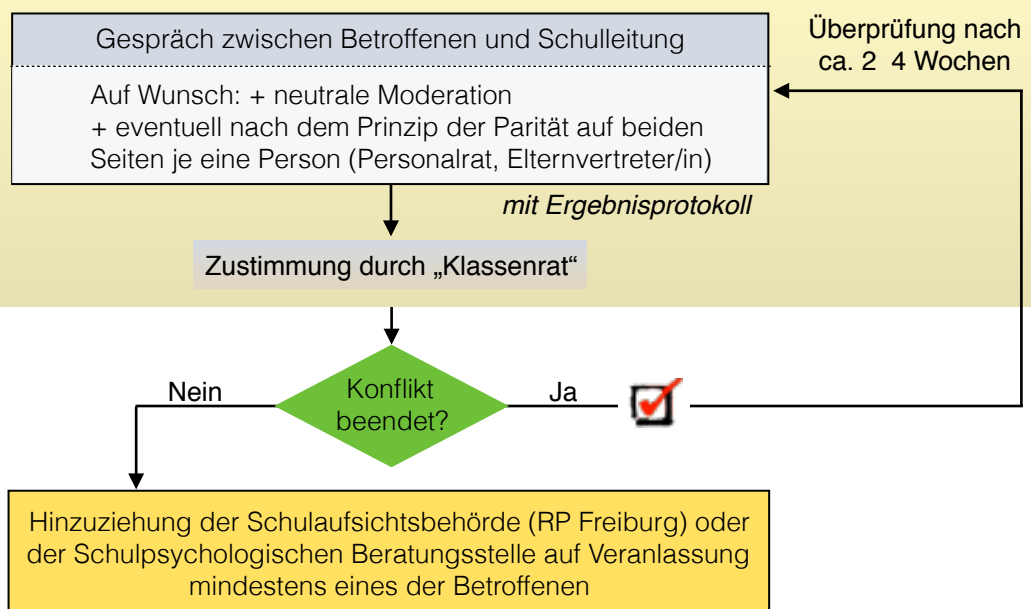 Gespräch zwischen Betroffenen und Schulleitung
Auf Wunsch: + neutrale Moderation
+ eventuell nach dem Prinzip der Parität auf beiden
Seiten je eine Person (Personalrat, Elternvertreter/in)
Überprüfung nach
ca. 2 4 Wochen
mit Ergebnisprotokoll
Zustimmung durch „Klassenrat“
Konflikt
beendet?
Nein
Ja
Hinzuziehung der Schulaufsichtsbehörde (RP Freiburg) oder
der Schulpsychologischen Beratungsstelle auf Veranlassung
mindestens eines der Betroffenen